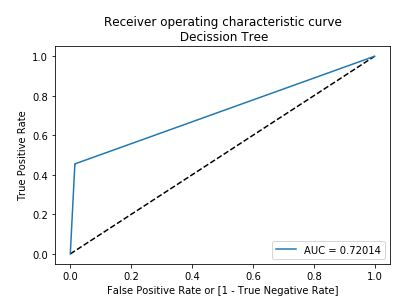 Receiver operating characteristic curve
Decission Tree
1.0
0.8
0.6
0.4
0.2
0.0
True Positive Rate
AUC = 0.72014
0.0 0.2 0.4 0.6 0.8 1.0
False Positive Rate or [1 - True Negative Rate]